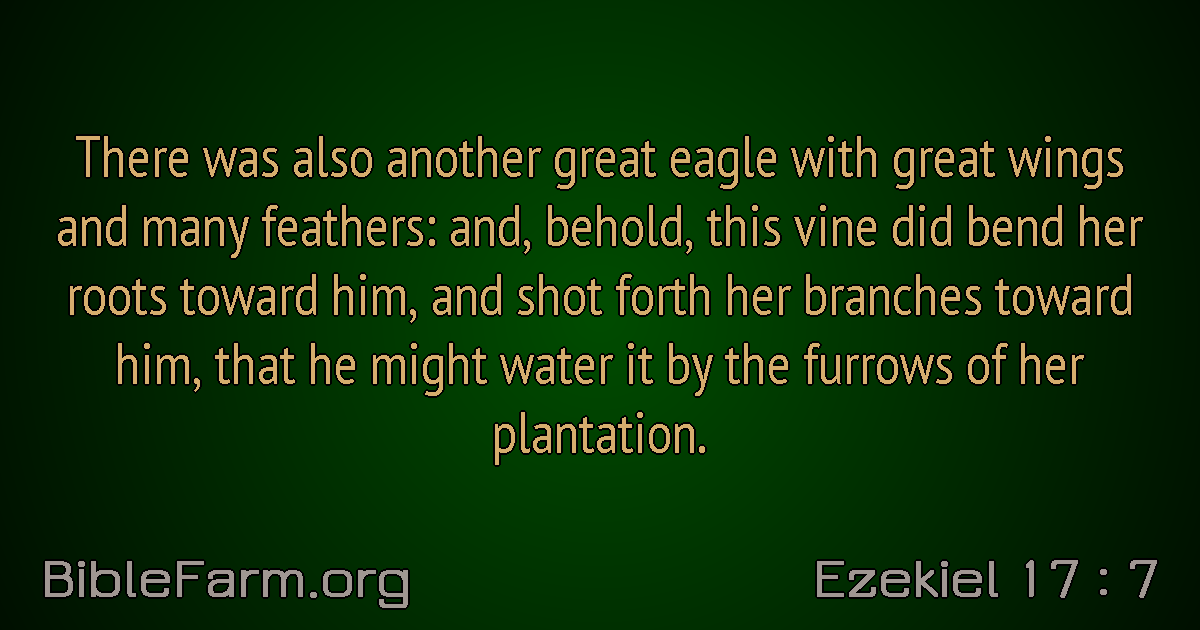 There was also another great eagle with great wings
and many feathers: and, behold, this vine did bend her
roots toward him, and shot forth her branches toward
him, that he might water it by the furrows of her
plantation.
BibleFarm.org
Ezekiel 17 : 7